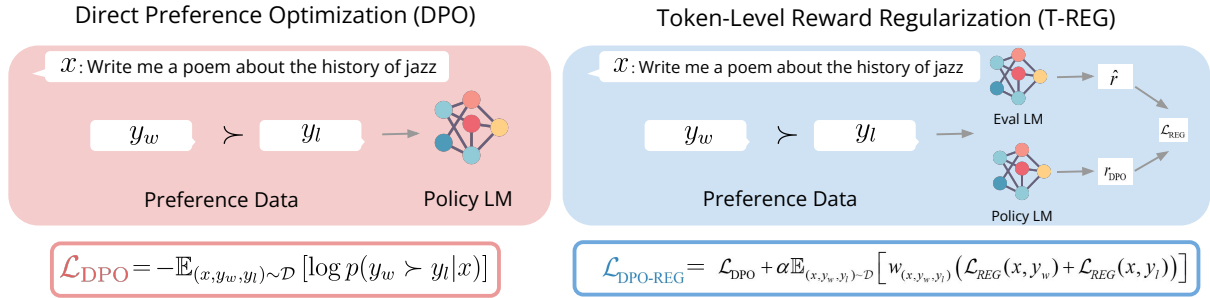 Direct Preference Optimization (DPO)
x: Write me a poem about the history of jazz
y_w ≻ y_l
Preference Data
Policy LM
ℒ_DPO = −𝔼_{(x,y_w,y_l)∼𝒟} [log p(y_w ≻ y_l|x)]
Token-Level Reward Regularization (T-REG)
x: Write me a poem about the history of jazz
y_w ≻ y_l
Preference Data
Eval LM
r̂
ℒ_REG
Policy LM
r_DPO
ℒ_DPO-REG = ℒ_DPO + α𝔼_{(x,y_w,y_l)~𝒟} [w_{(x,y_w,y_l)} (ℒ_REG(x, y_w) + ℒ_REG(x, y_l))]